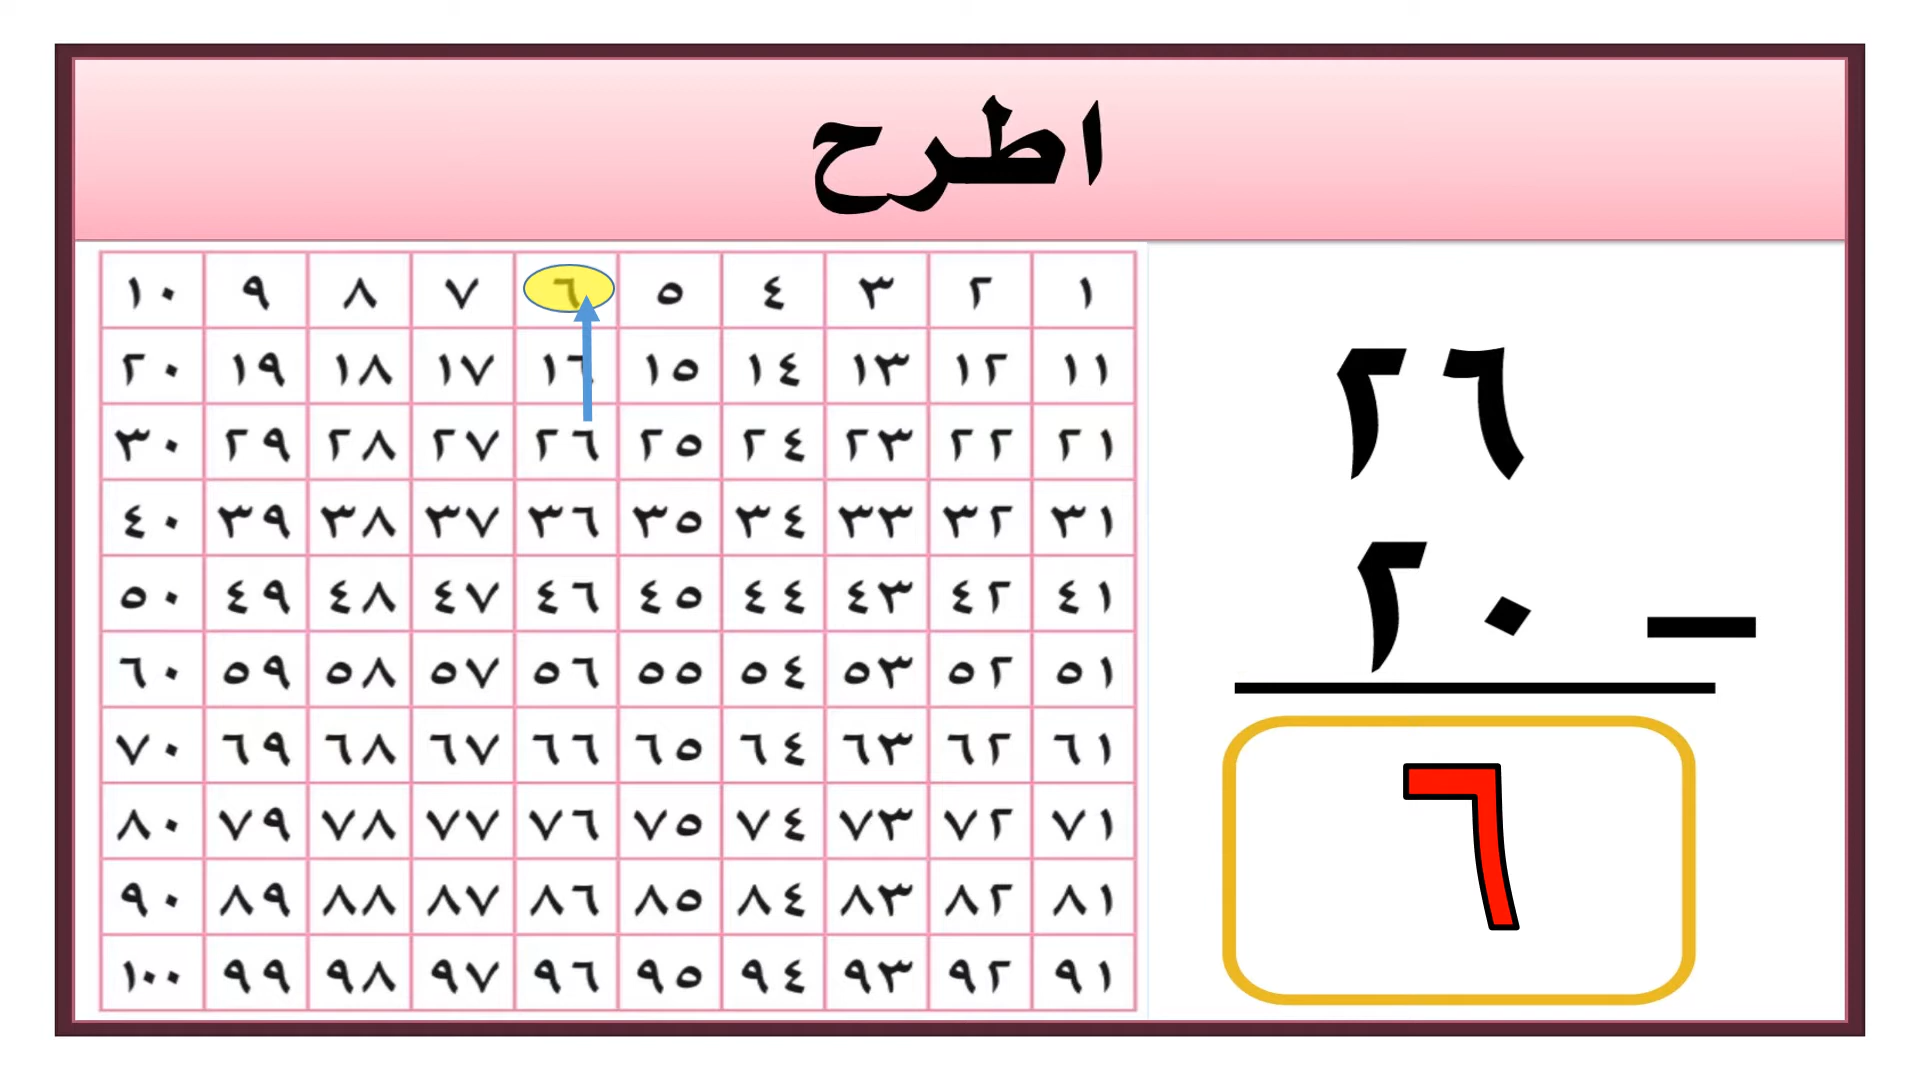 اطرح
١ ٢ ٣ ٤ ٥ ٦ ٧ ٨ ٩ ١٠
١١ ١٢ ١٣ ١٤ ١٥ ١٦ ١٧ ١٨ ١٩ ٢٠
٢١ ٢٢ ٢٣ ٢٤ ٢٥ ٢٦ ٢٧ ٢٨ ٢٩ ٣٠
٣١ ٣٢ ٣٣ ٣٤ ٣٥ ٣٦ ٣٧ ٣٨ ٣٩ ٤٠
٤١ ٤٢ ٤٣ ٤٤ ٤٥ ٤٦ ٤٧ ٤٨ ٤٩ ٥٠
٥١ ٥٢ ٥٣ ٥٤ ٥٥ ٥٦ ٥٧ ٥٨ ٥٩ ٦٠
٦١ ٦٢ ٦٣ ٦٤ ٦٥ ٦٦ ٦٧ ٦٨ ٦٩ ٧٠
٧١ ٧٢ ٧٣ ٧٤ ٧٥ ٧٦ ٧٧ ٧٨ ٧٩ ٨٠
٨١ ٨٢ ٨٣ ٨٤ ٨٥ ٨٦ ٨٧ ٨٨ ٨٩ ٩٠
٩١ ٩٢ ٩٣ ٩٤ ٩٥ ٩٦ ٩٧ ٩٨ ٩٩ ١٠٠
٢٦
− ٢٠
٦